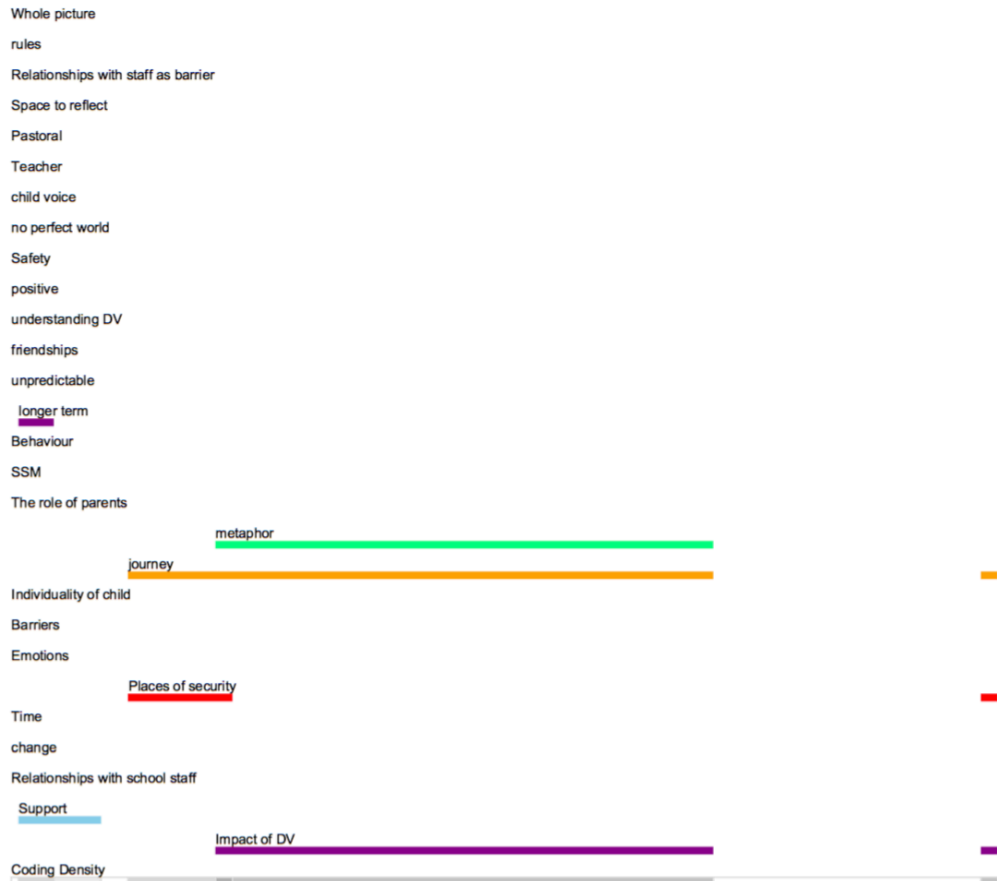 Whole picture
rules
Relationships with staff as barrier
Space to reflect
Pastoral
Teacher
child voice
no perfect world
Safety
positive
understanding DV
friendships
unpredictable
longer term
Behaviour
SSM
The role of parents
metaphor
journey
Individuality of child
Barriers
Emotions
Places of security
Time
change
Relationships with school staff
Support
Impact of DV
Coding Density